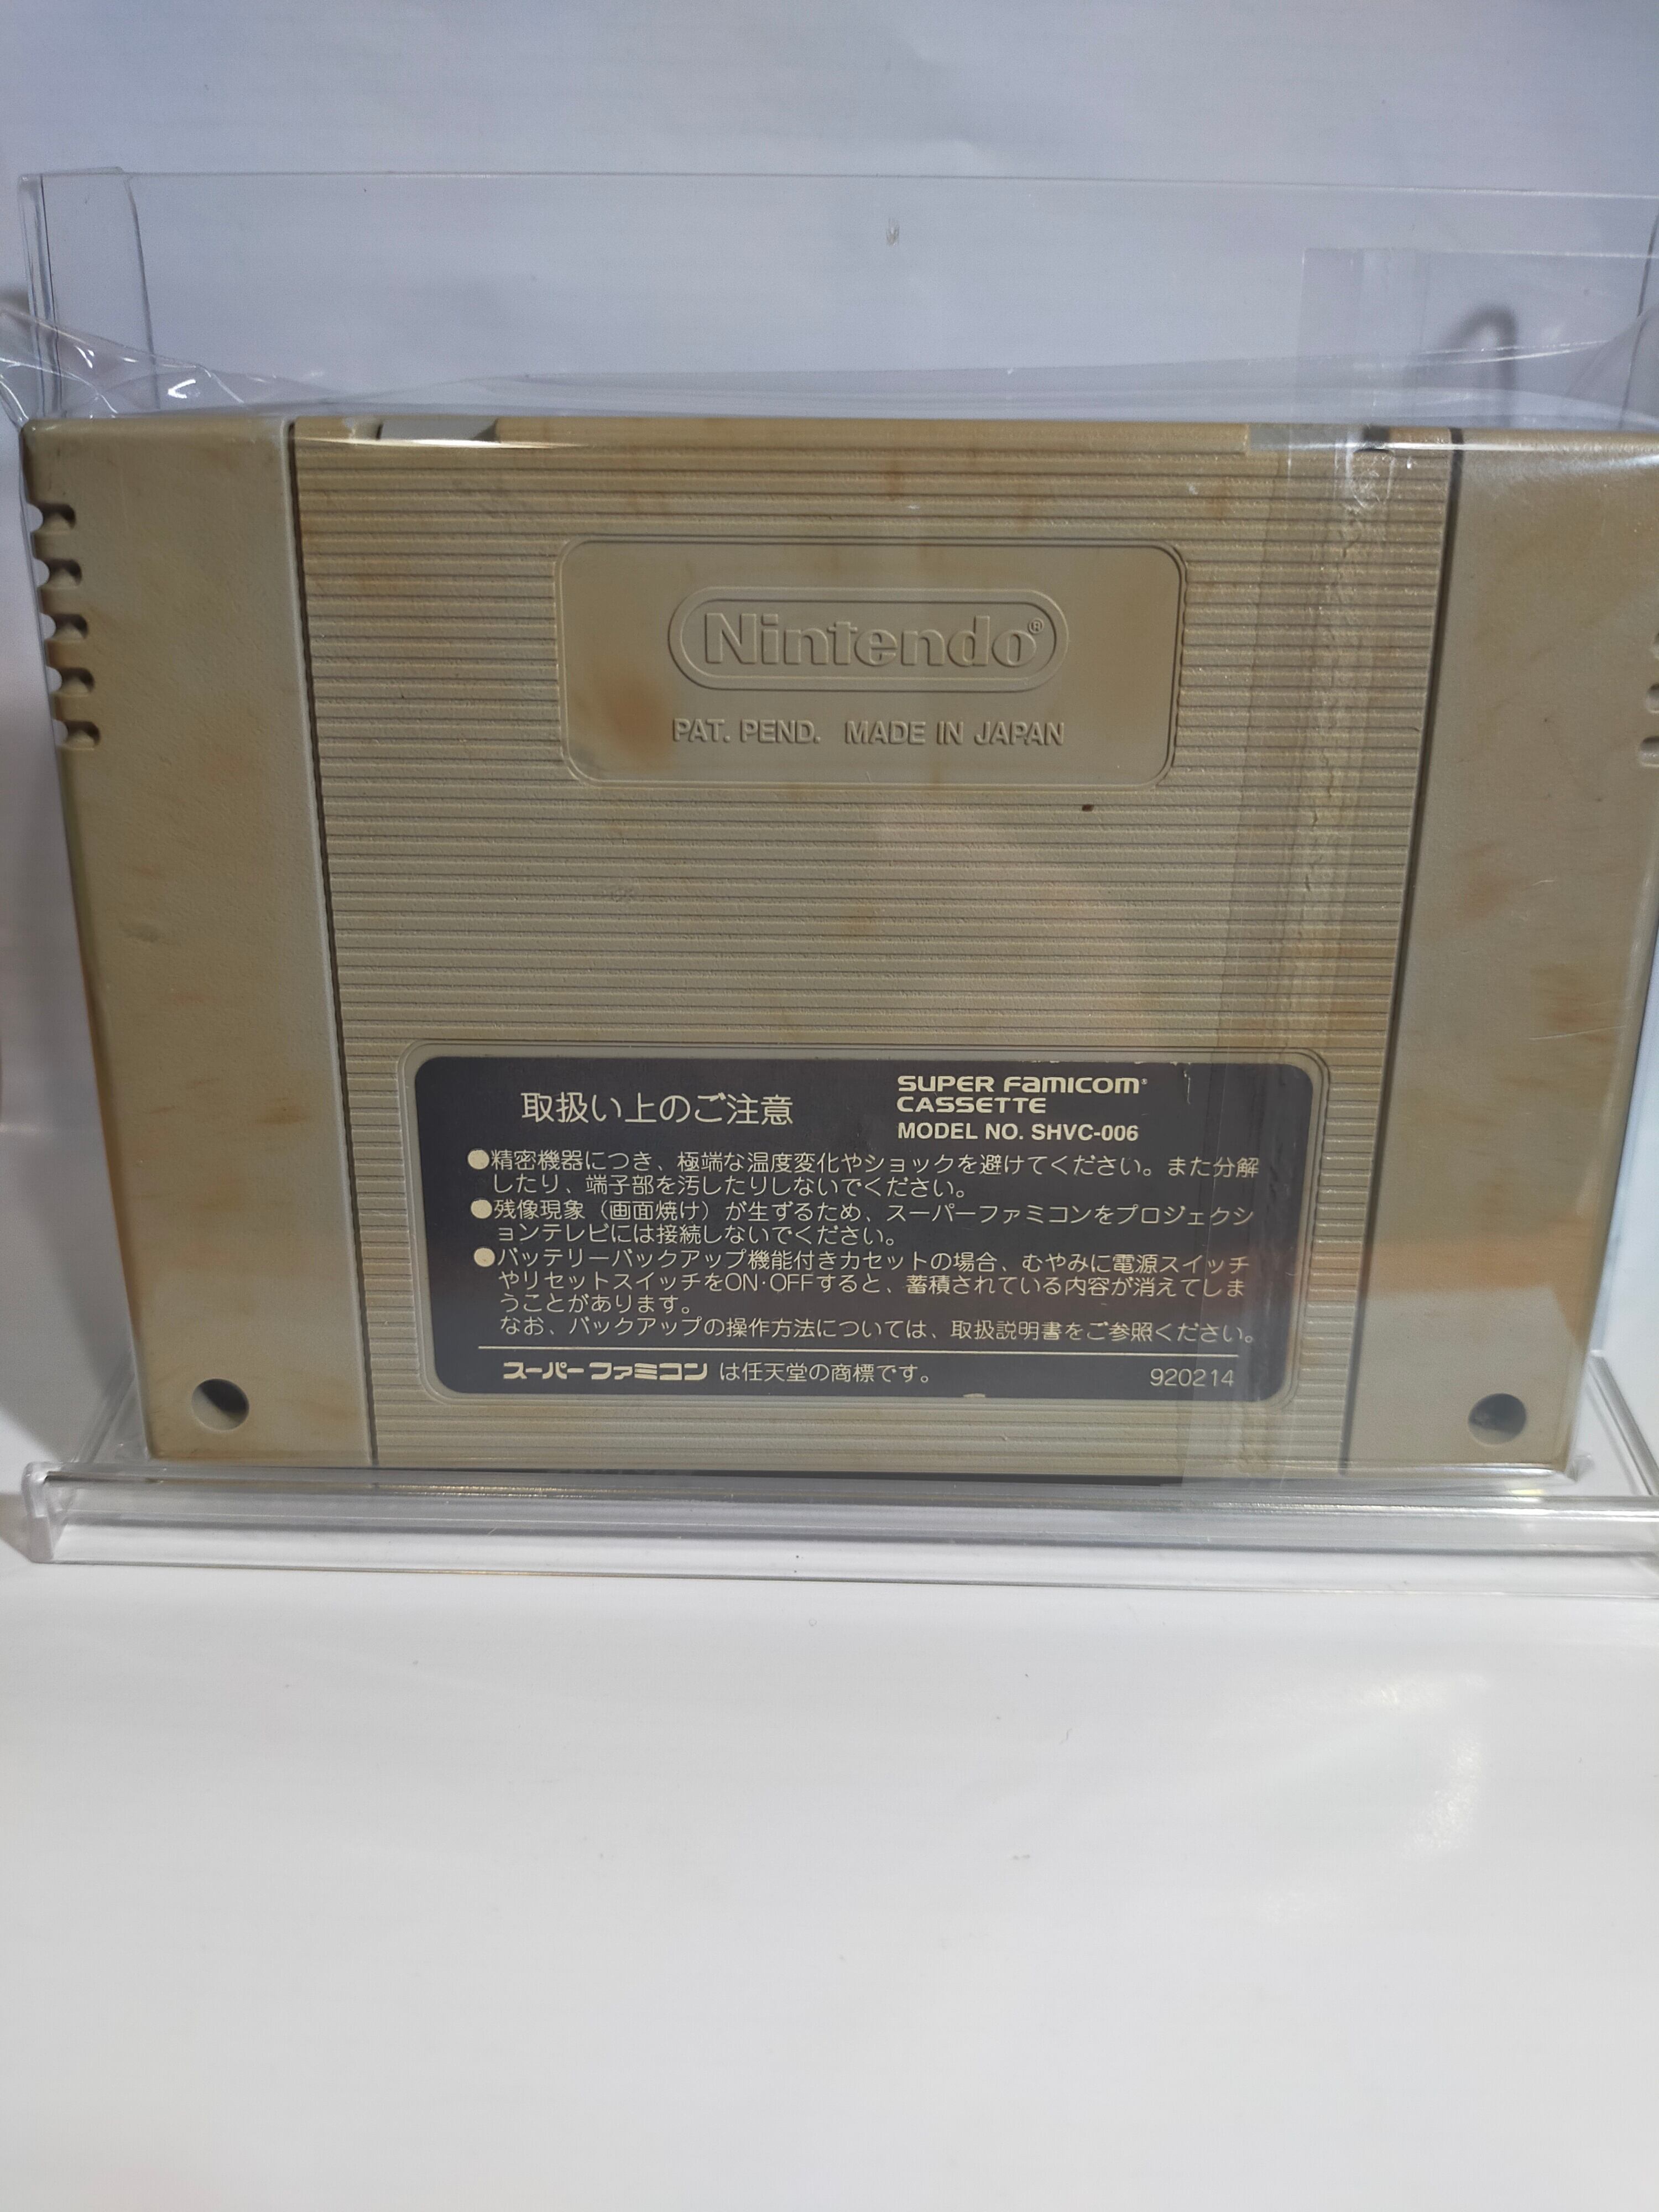 Nintendo®
PAT. PEND. MADE IN JAPAN
取扱い上のご注意
SUPER FAMICOM®
CASSETTE
MODEL NO. SHVC-006
●精密機器につき、極端な温度変化やショックを避けてください。また分解
したり、端子部を汚したりしないでください。
●残像現象（画面焼け）が生ずるため、スーパーファミコンをプロジェクシ
ョンテレビには接続しないでください。
●バッテリーバックアップ機能付きカセットの場合、むやみに電源スイッチ
やリセットスイッチをON・OFFすると、蓄積されている内容が消えてしま
うことがあります。
なお、バックアップの操作方法については、取扱説明書をご参照ください。
スーパーファミコン は任天堂の商標です。
920214